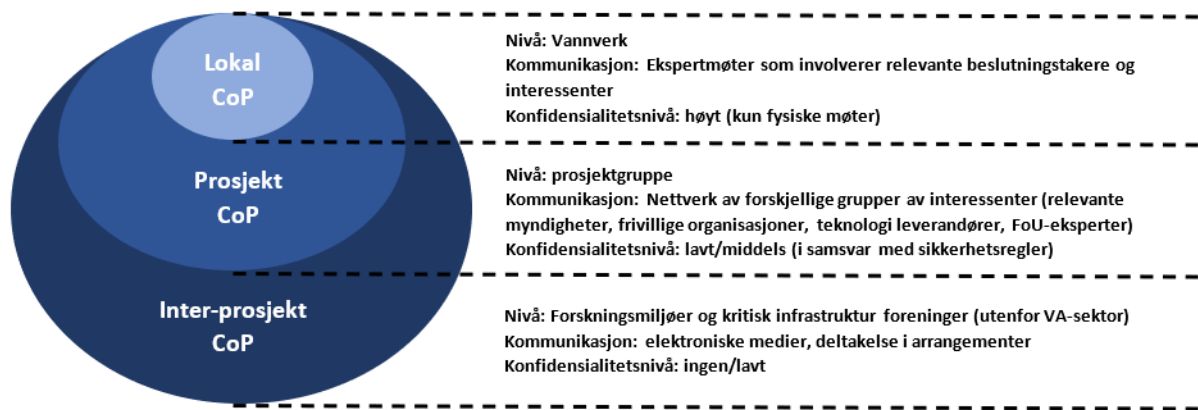 Lokal
CoP
Nivå: Vannverk
Kommunikasjon: Ekspertmøter som involverer relevante beslutningstakere og
interessenter
Konfidensialitetsnivå: høyt (kun fysiske møter)
Prosjekt
CoP
Nivå: prosjektgruppe
Kommunikasjon: Nettverk av forskjellige grupper av interessenter (relevante
myndigheter, frivillige organisasjoner, teknologi leverandører, FoU-eksperter)
Konfidensialitetsnivå: lavt/middels (i samsvar med sikkerhetsregler)
Inter-prosjekt
CoP
Nivå: Forskningsmiljøer og kritisk infrastruktur foreninger (utenfor VA-sektor)
Kommunikasjon: elektroniske medier, deltakelse i arrangementer
Konfidensialitetsnivå: ingen/lavt